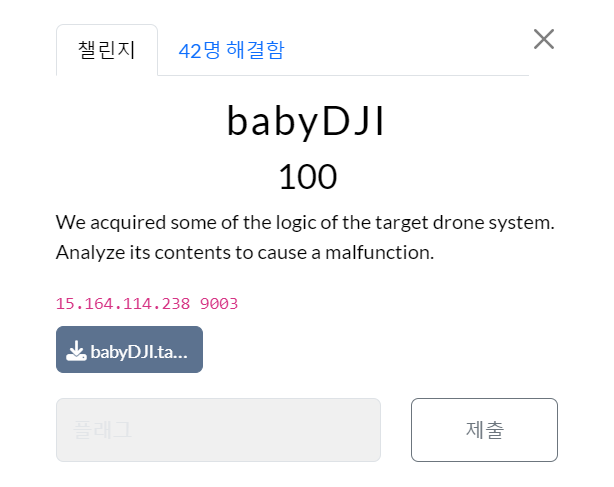 챌린지
42명 해결함
babyDJI
100
We acquired some of the logic of the target drone system.
Analyze its contents to cause a malfunction.
15.164.114.238 9003
babyDJI.ta...
플래그
제출